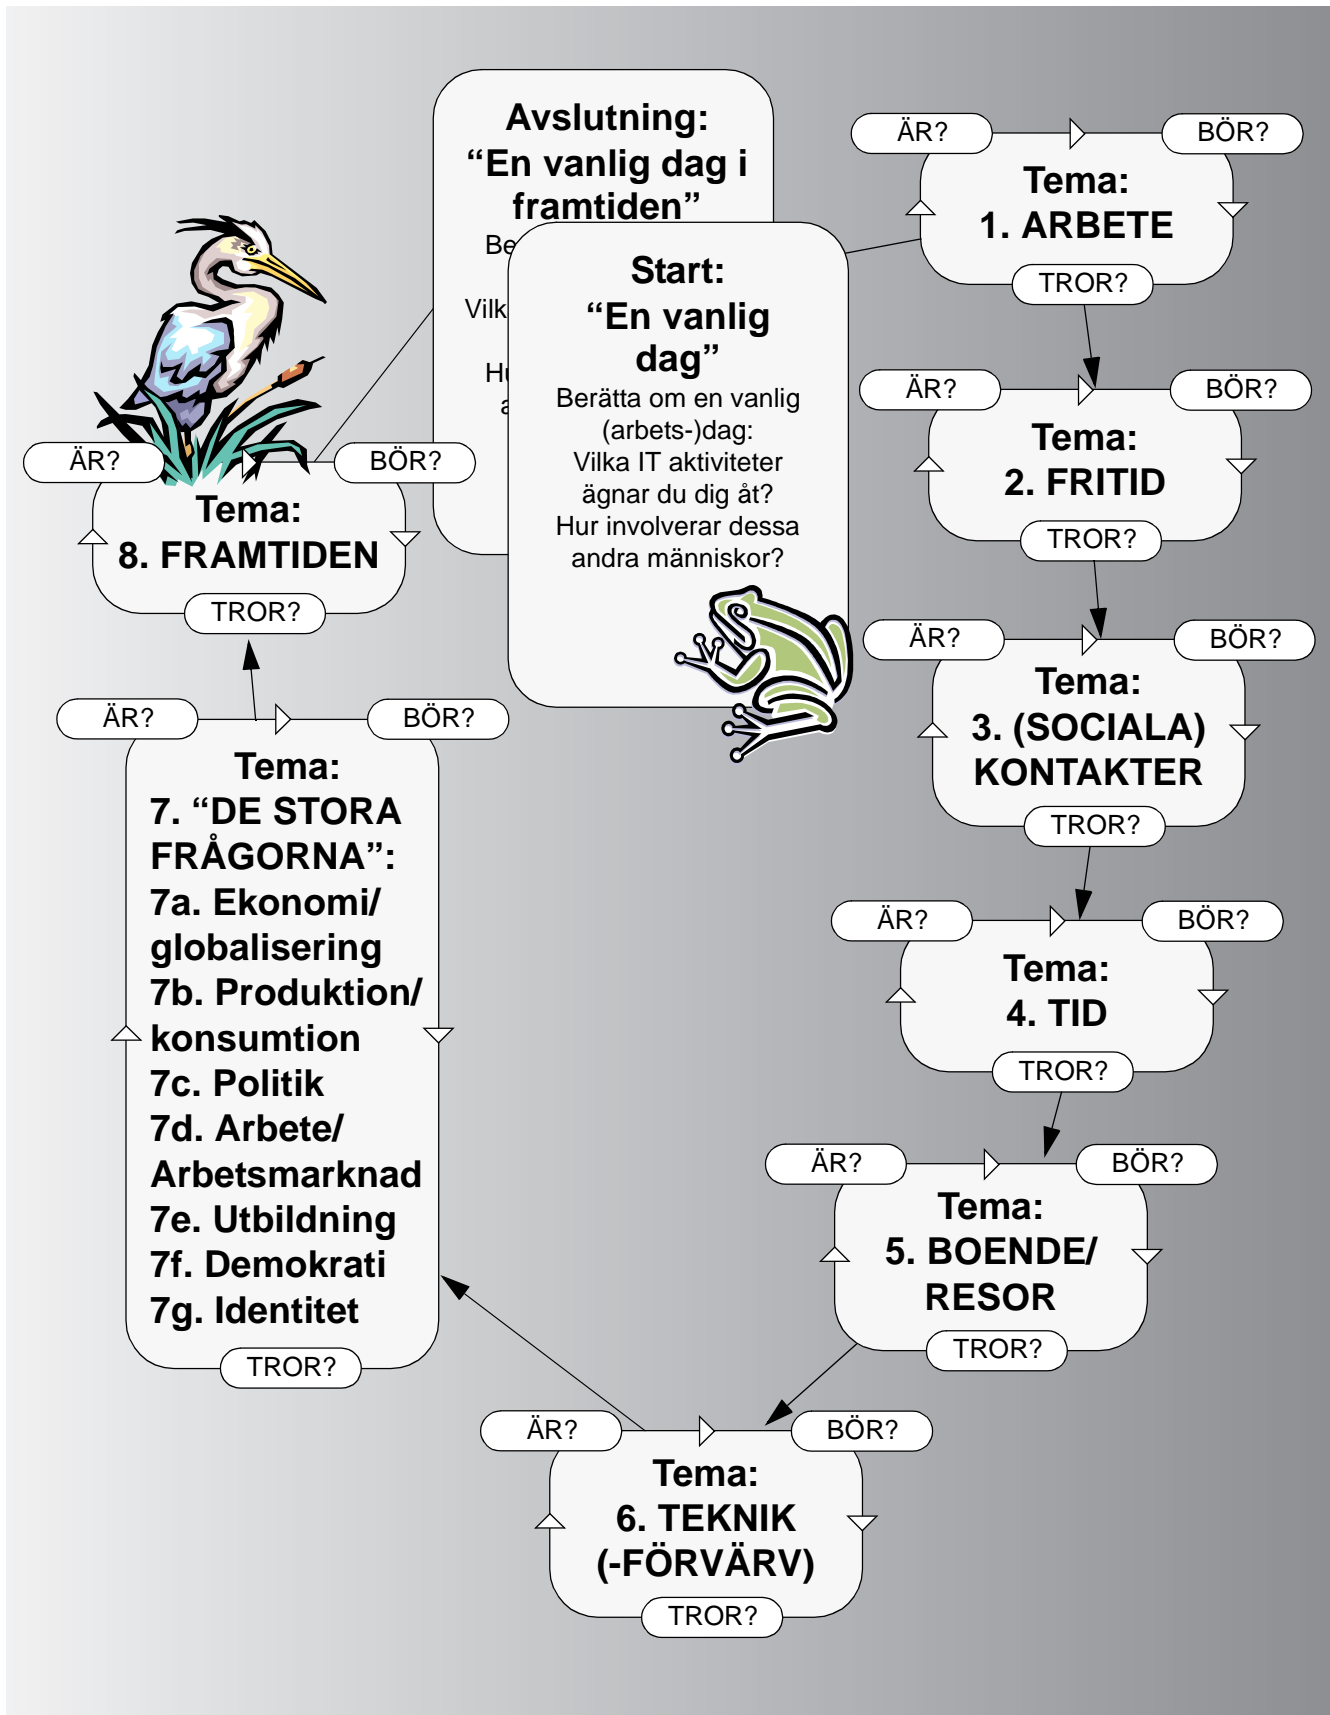 Avslutning:
“En vanlig dag i
framtiden”
Start:
“En vanlig
dag”
Berätta om en vanlig
(arbets-)dag:
Vilka IT aktiviteter
ägnar du dig åt?
Hur involverar dessa
andra människor?
ÄR?
BÖR?
Tema:
1. ARBETE
TROR?
ÄR?
BÖR?
Tema:
2. FRITID
TROR?
ÄR?
BÖR?
Tema:
3. (SOCIALA)
KONTAKTER
TROR?
ÄR?
BÖR?
Tema:
4. TID
TROR?
ÄR?
BÖR?
Tema:
5. BOENDE/
RESOR
TROR?
ÄR?
BÖR?
Tema:
6. TEKNIK
(-FÖRVÄRV)
TROR?
ÄR?
BÖR?
Tema:
7. “DE STORA
FRÅGORNA”:
7a. Ekonomi/
globalisering
7b. Produktion/
konsumtion
7c. Politik
7d. Arbete/
Arbetsmarknad
7e. Utbildning
7f. Demokrati
7g. Identitet
TROR?
ÄR?
BÖR?
Tema:
8. FRAMTIDEN
TROR?